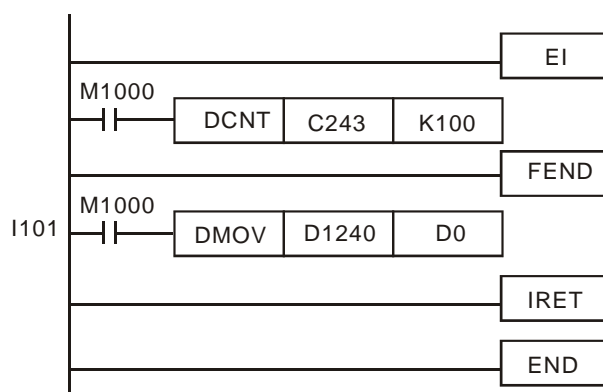 EI
M1000
DCNT C243 K100
FEND
M1000
I101 DMOV D1240 D0
IRET
END